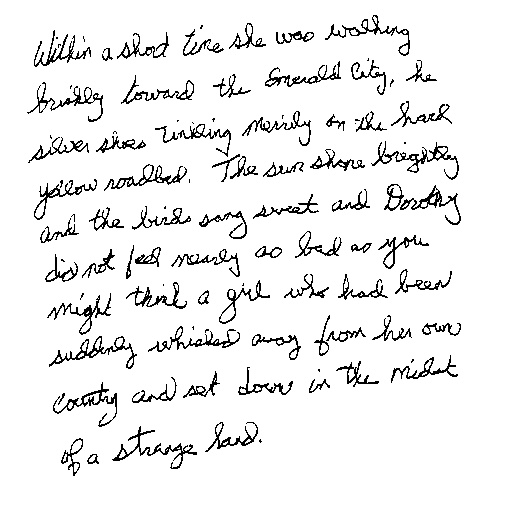 Within a short time she was walking
briskly toward the Emerald City, he
silver shoes tinkling merrily on the hard
yellow roadbed. The sun shone brightly
and the birds sang sweet and Dorothy
did not feel nearly so bad as you
might think a girl who had been
suddenly whisked away from her own
country and set down in the midst
of a strange land.